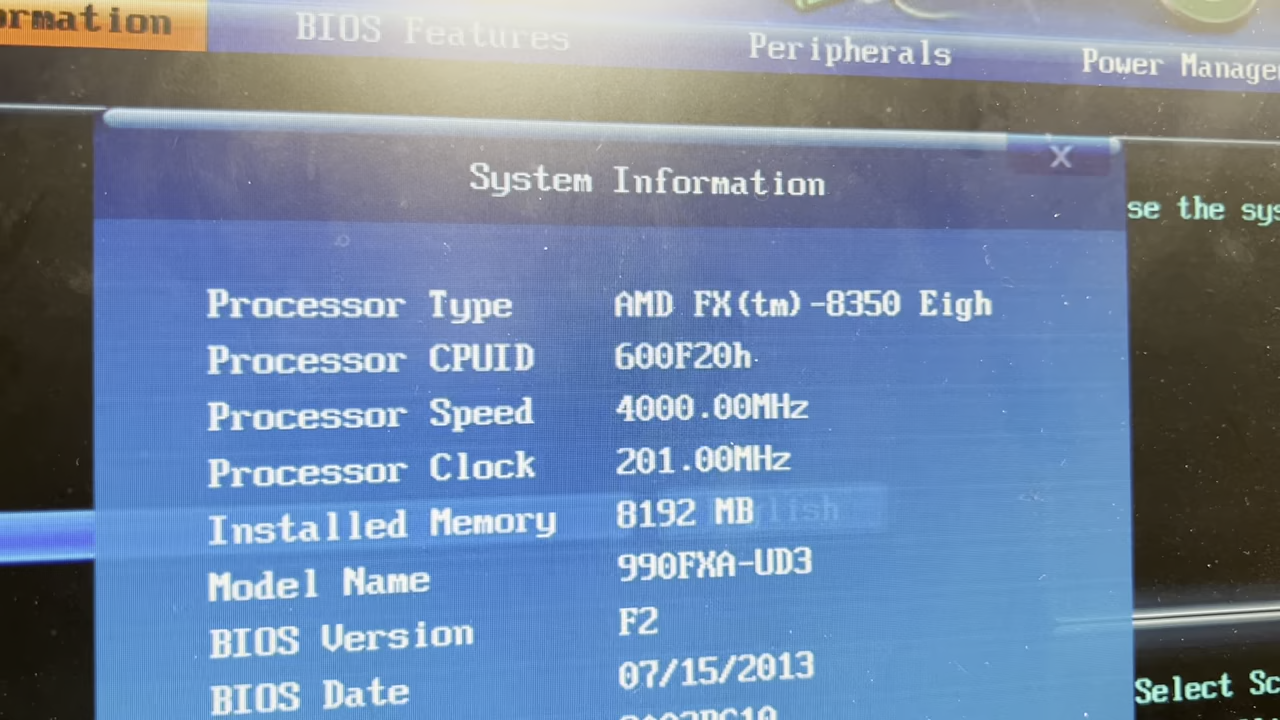 ormation BIOS Features Peripherals Power Manage
System Information X
se the sys
Processor Type AMD FX(tm)-8350 Eigh
Processor CPUID 600F20h
Processor Speed 4000.00MHz
Processor Clock 201.00MHz
Installed Memory 8192 MB glish
Model Name 990FXA-UD3
BIOS Version F2
BIOS Date 07/15/2013
Select Sc